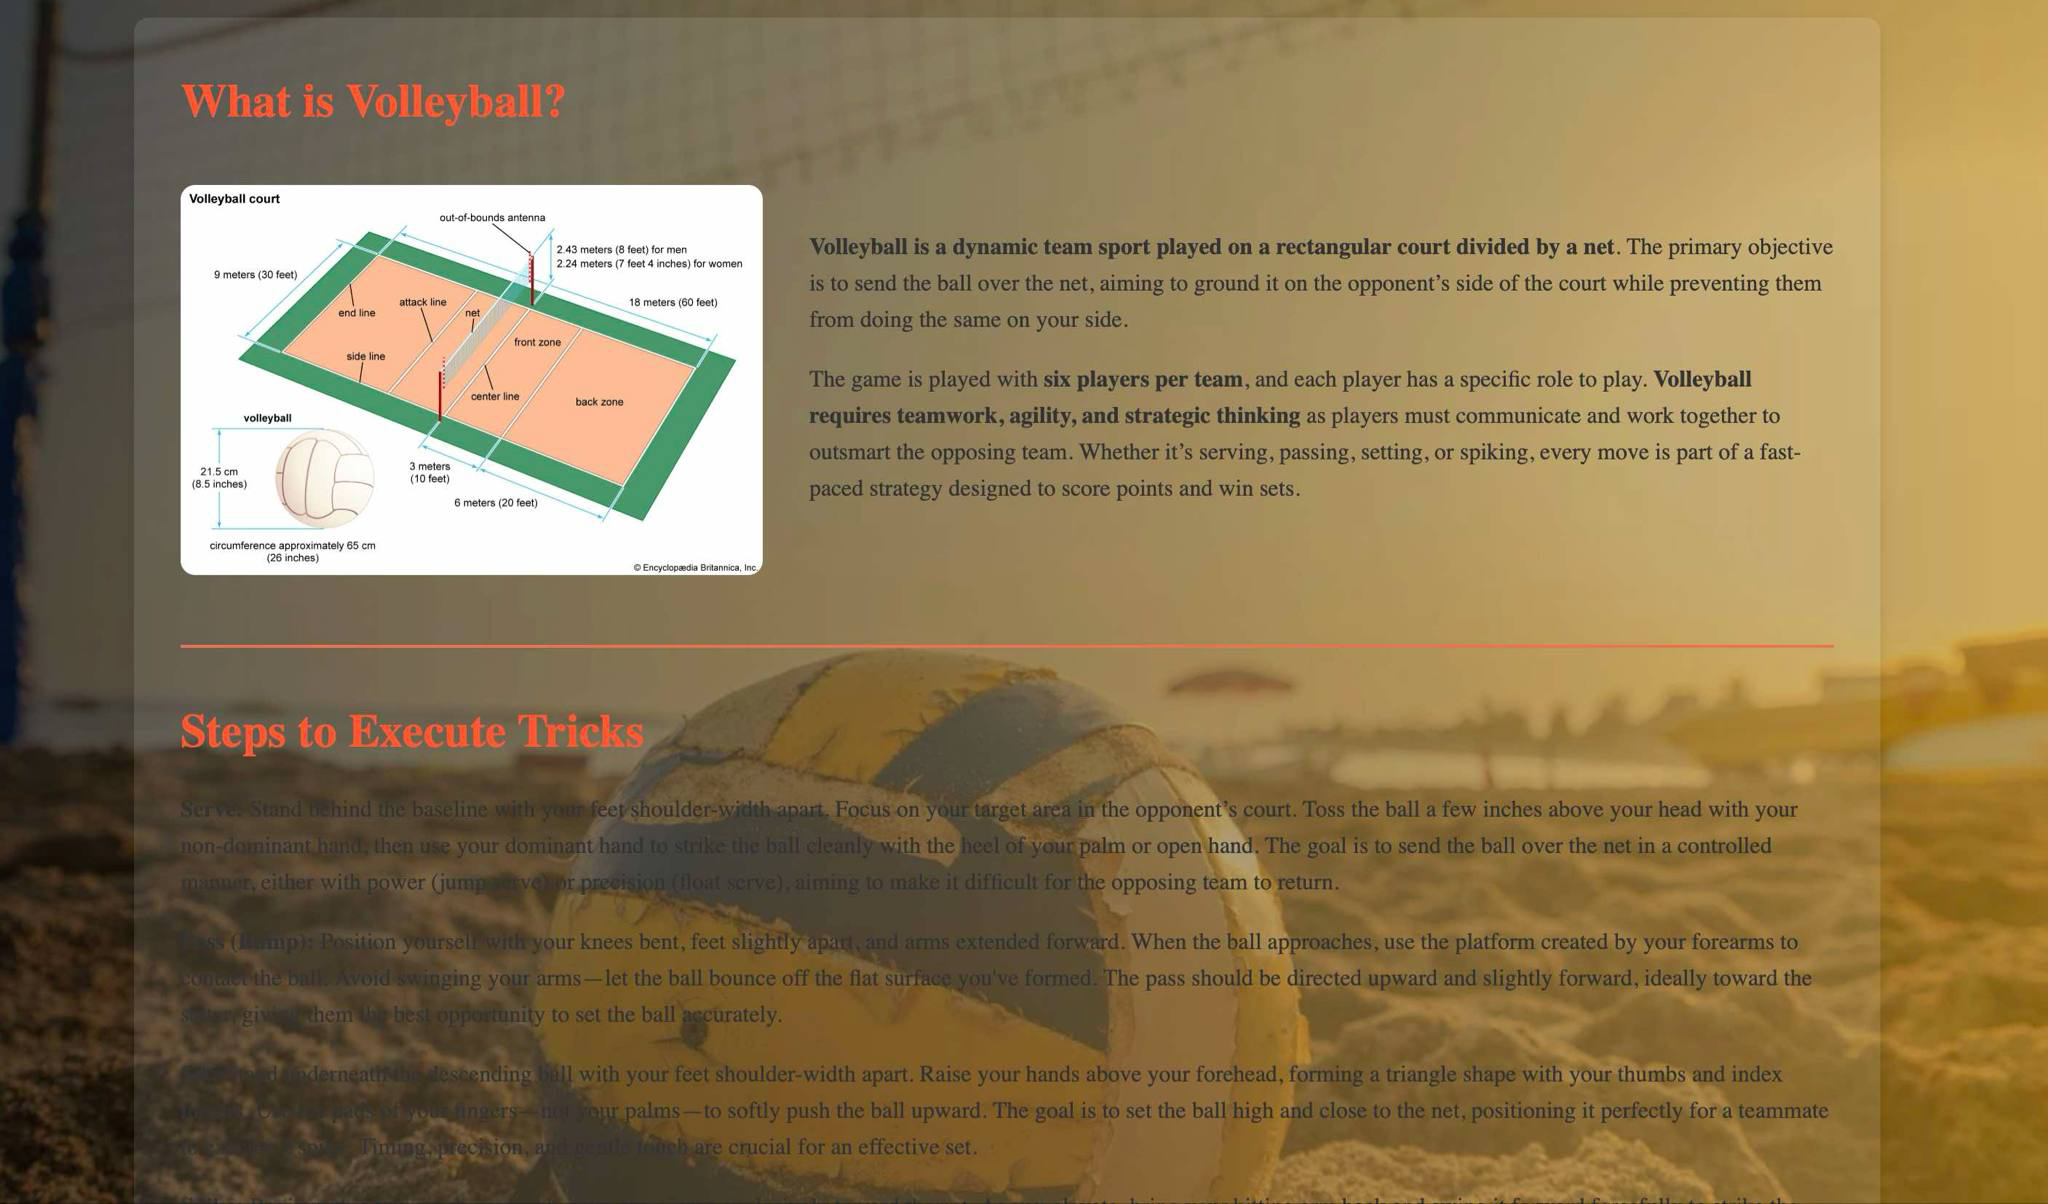 What is Volleyball?
Volleyball court
out-of-bounds antenna
2.43 meters (8 feet) for men
2.24 meters (7 feet 4 inches) for women
9 meters (30 feet)
18 meters (60 feet)
attack line
end line
net
front zone
side line
center line
back zone
volleyball
21.5 cm
(8.5 inches)
3 meters
(10 feet)
6 meters (20 feet)
circumference approximately 65 cm
(26 inches)
© Encyclopædia Britannica, Inc.
Volleyball is a dynamic team sport played on a rectangular court divided by a net. The primary objective
is to send the ball over the net, aiming to ground it on the opponent’s side of the court while preventing them
from doing the same on your side.
The game is played with six players per team, and each player has a specific role to play. Volleyball
requires teamwork, agility, and strategic thinking as players must communicate and work together to
outsmart the opposing team. Whether it’s serving, passing, setting, or spiking, every move is part of a fast-
paced strategy designed to score points and win sets.
Steps to Execute Tricks
Serve: Stand behind the baseline with your feet shoulder-width apart. Focus on your target area in the opponent’s court. Toss the ball a few inches above your head with your
non-dominant hand, then use your dominant hand to strike the ball cleanly with the heel of your palm or open hand. The goal is to send the ball over the net in a controlled
manner, either with power (jump serve) or precision (float serve), aiming to make it difficult for the opposing team to return.
Pass (Bump): Position yourself with your knees bent, feet slightly apart, and arms extended forward. When the ball approaches, use the platform created by your forearms to
contact the ball. Avoid swinging your arms—let the ball bounce off the flat surface you've formed. The pass should be directed upward and slightly forward, ideally toward the
setter, giving them the best opportunity to set the ball accurately.
underneath the descending ball with your feet shoulder-width apart. Raise your hands above your forehead, forming a triangle shape with your thumbs and index
pads of your fingers—not your palms—to softly push the ball upward. The goal is to set the ball high and close to the net, positioning it perfectly for a teammate
Timing, precision, and gentle touch are crucial for an effective set.